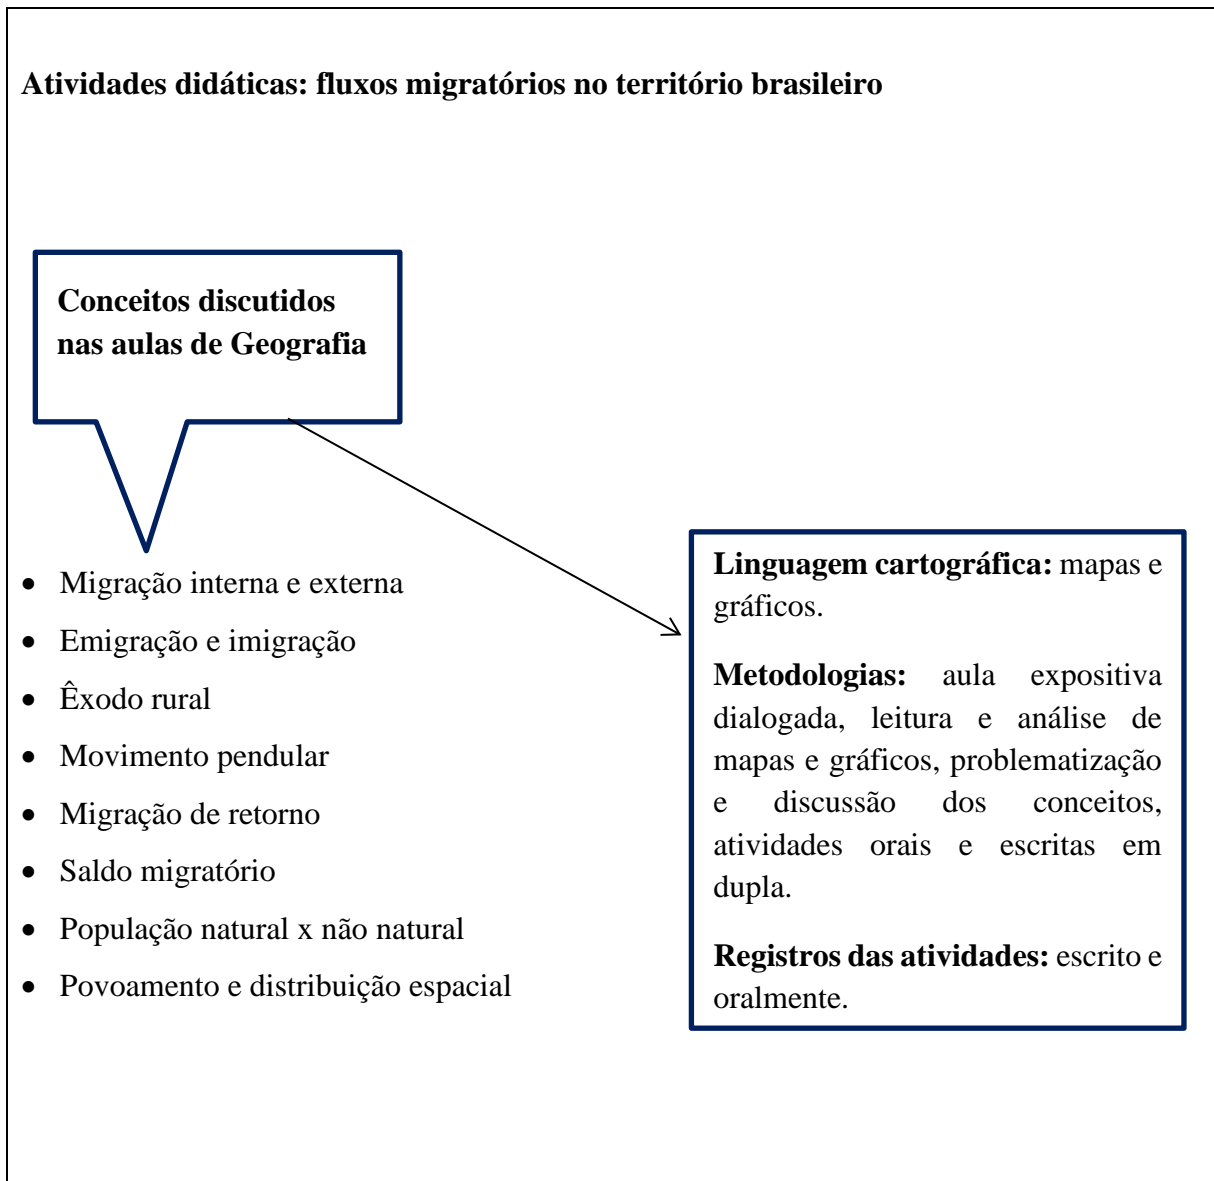 Atividades didáticas: fluxos migratórios no território brasileiro
Conceitos discutidos
nas aulas de Geografia
• Migração interna e externa
• Emigração e imigração
• Êxodo rural
• Movimento pendular
• Migração de retorno
• Saldo migratório
• População natural x não natural
• Povoamento e distribuição espacial
Linguagem cartográfica: mapas e
gráficos.
Metodologias: aula expositiva
dialogada, leitura e análise de
mapas e gráficos, problematização
e discussão dos conceitos,
atividades orais e escritas em
dupla.
Registros das atividades: escrito e
oralmente.